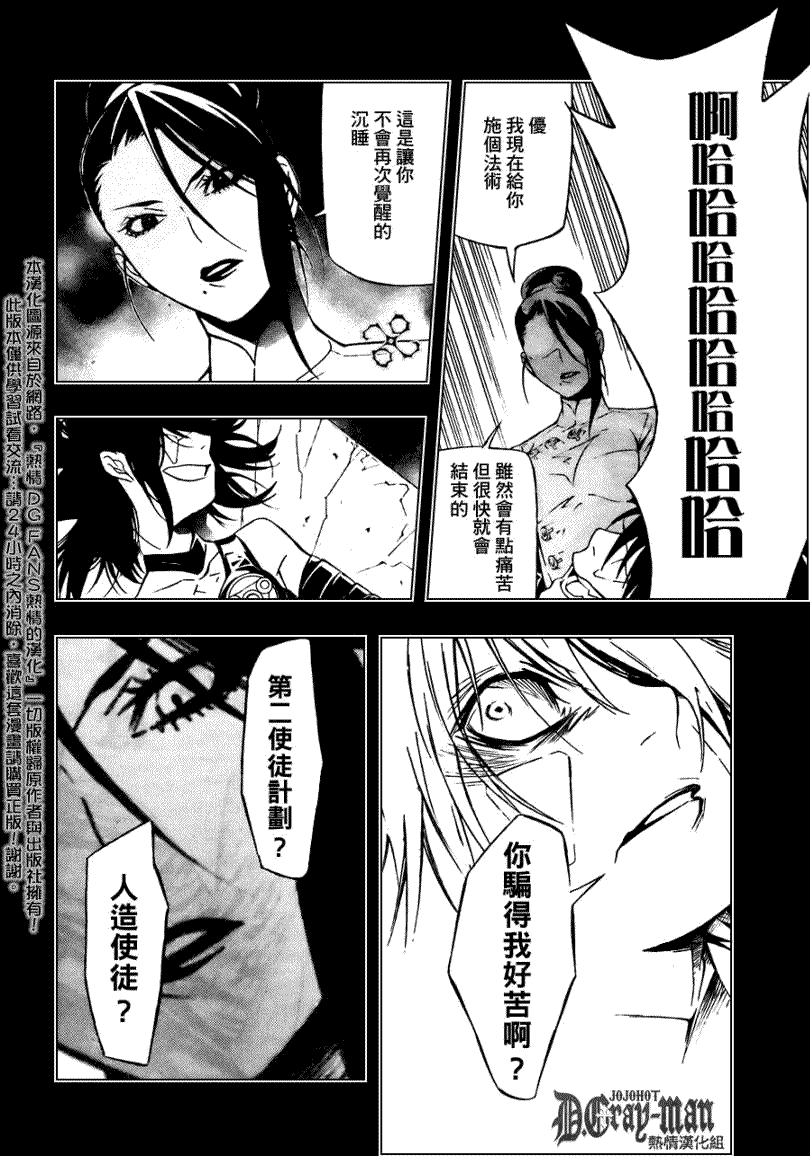 啊哈哈哈哈哈哈哈哈
優
我現在給你
施個法術
雖然會有點痛苦
但很快就會
結束的
這是讓你
不會再次覺醒的
沉睡
你騙得我好苦啊？
第二使徒計劃？
人造使徒？
本漢化圖源來自於網路，『熱情DG FANS熱情的漢化』一切版權歸原作者與出版社擁有！
此版本僅供學習試看交流…請24小時之內消除。喜歡這套漫畫請購買正版！謝謝。
JOJOHOT
D.Gray-man
熱情漢化組